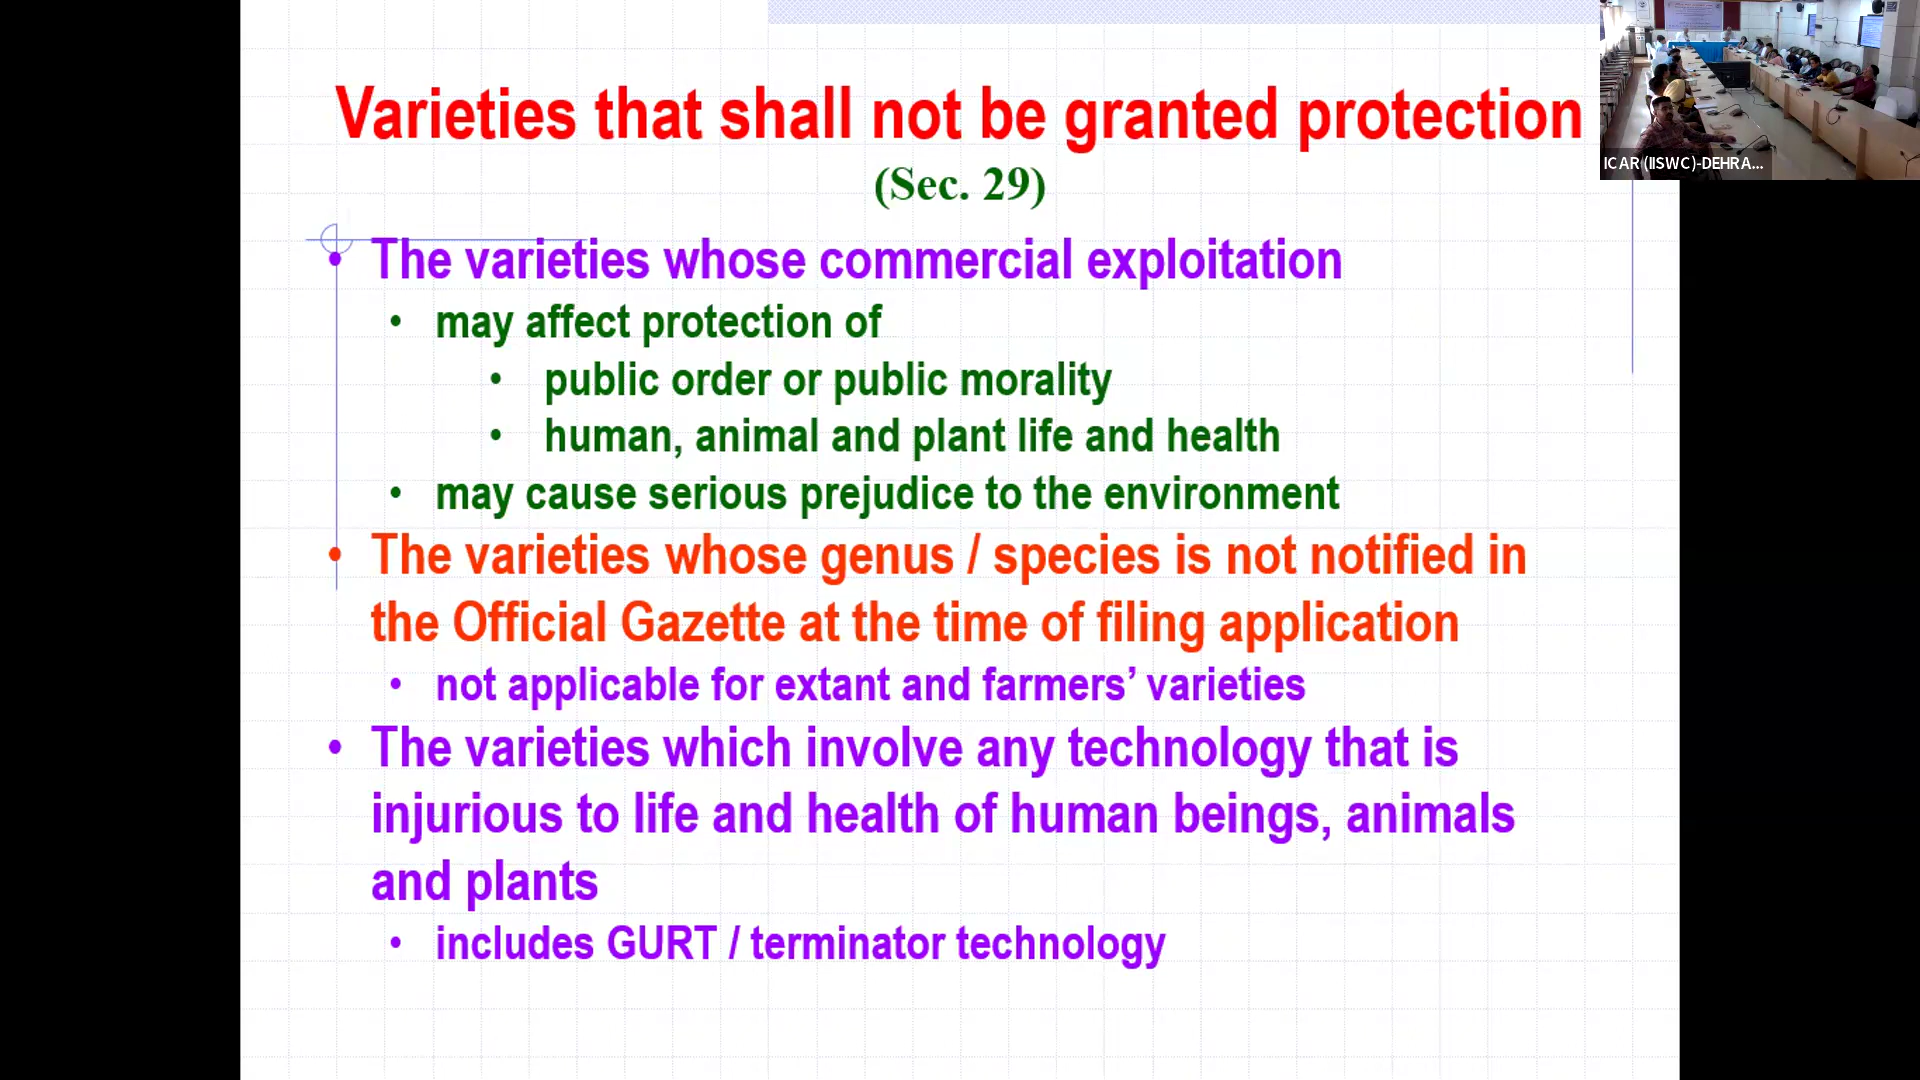 Varieties that shall not be granted protection
(Sec. 29)
ICAR (IISWC)-DEHRA...
• The varieties whose commercial exploitation
• may affect protection of
• public order or public morality
• human, animal and plant life and health
• may cause serious prejudice to the environment
• The varieties whose genus / species is not notified in
the Official Gazette at the time of filing application
• not applicable for extant and farmers’ varieties
• The varieties which involve any technology that is
injurious to life and health of human beings, animals
and plants
• includes GURT / terminator technology